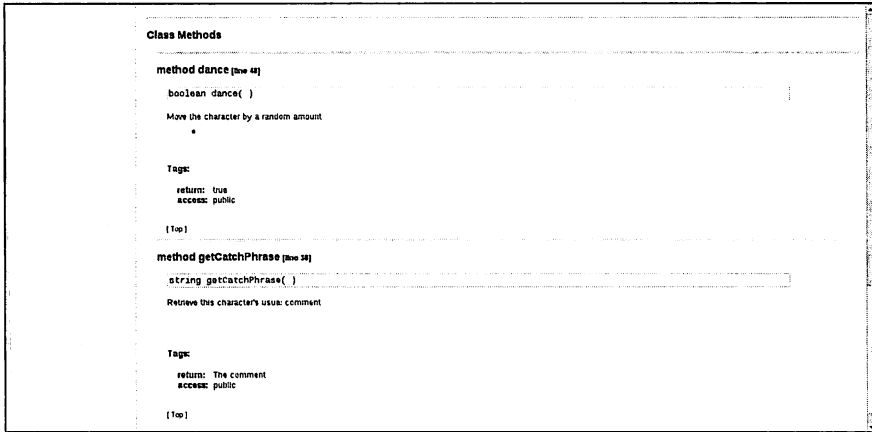 Class Methods
method dance [line 48]
boolean dance( )
Move the character by a random amount
Tags:
return: true
access: public
[ Top ]
method getCatchPhrase [line 38]
string getCatchPhrase( )
Retrieve this character's usual comment
Tags:
return: The comment
access: public
[ Top ]